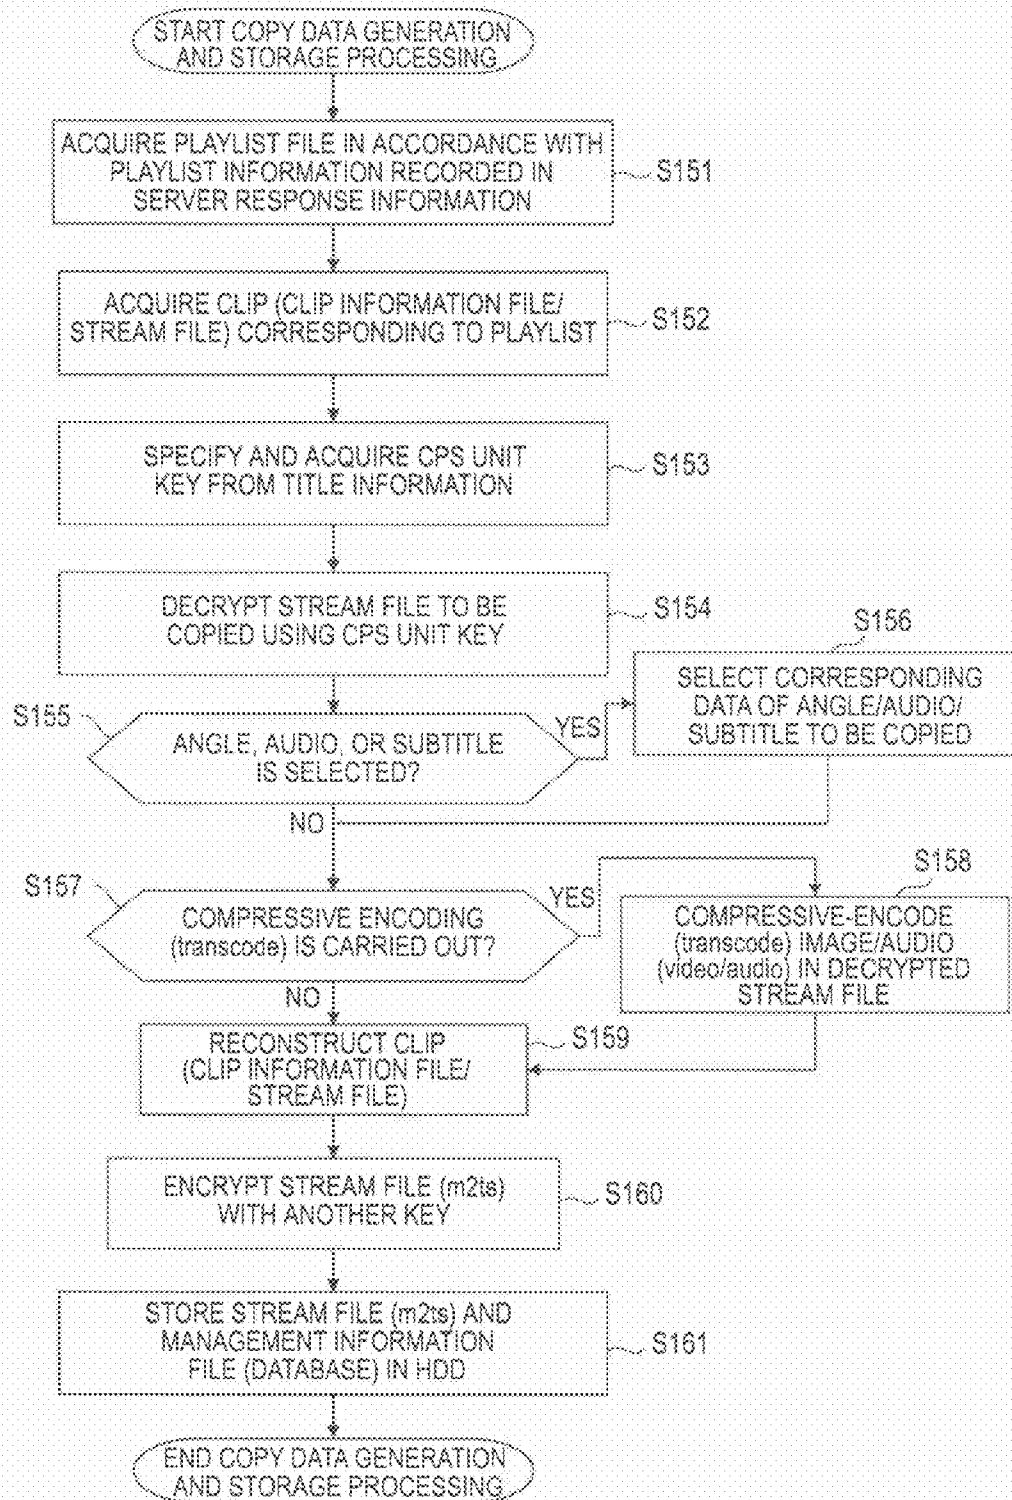 START COPY DATA GENERATION
AND STORAGE PROCESSING
ACQUIRE PLAYLIST FILE IN ACCORDANCE WITH
PLAYLIST INFORMATION RECORDED IN
SERVER RESPONSE INFORMATION
S151
ACQUIRE CLIP (CLIP INFORMATION FILE/
STREAM FILE) CORRESPONDING TO PLAYLIST
S152
SPECIFY AND ACQUIRE CPS UNIT
KEY FROM TITLE INFORMATION
S153
DECRYPT STREAM FILE TO BE
COPIED USING CPS UNIT KEY
S154
S155
ANGLE, AUDIO, OR SUBTITLE
IS SELECTED?
YES
NO
S156
SELECT CORRESPONDING
DATA OF ANGLE/AUDIO/
SUBTITLE TO BE COPIED
S157
COMPRESSIVE ENCODING
(transcode) IS CARRIED OUT?
YES
NO
S158
COMPRESSIVE-ENCODE
(transcode) IMAGE/AUDIO
(video/audio) IN DECRYPTED
STREAM FILE
RECONSTRUCT CLIP
(CLIP INFORMATION FILE/
STREAM FILE)
S159
ENCRYPT STREAM FILE (m2ts)
WITH ANOTHER KEY
S160
STORE STREAM FILE (m2ts) AND
MANAGEMENT INFORMATION
FILE (DATABASE) IN HDD
S161
END COPY DATA GENERATION
AND STORAGE PROCESSING